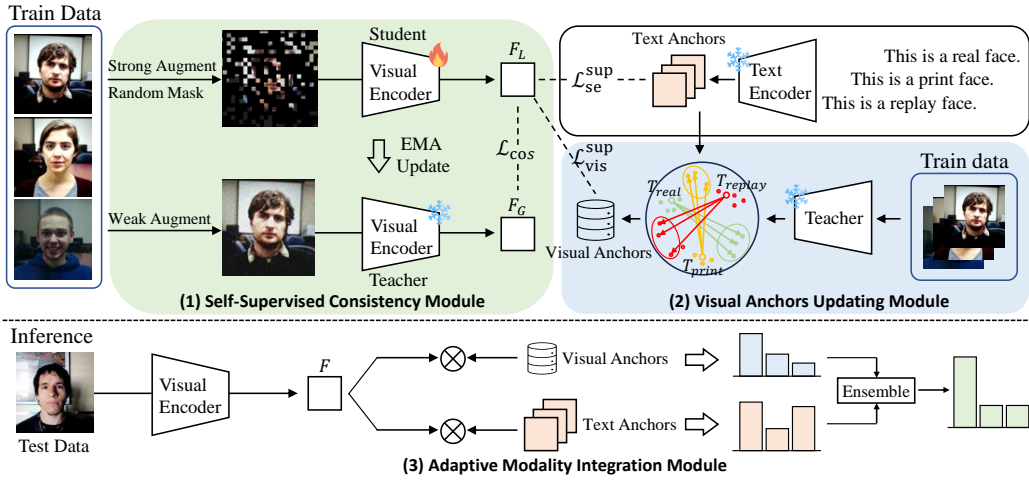 Train Data
Strong Augment
Random Mask
Student
Visual
Encoder
F_L
L_se^sup
Text Anchors
Text
Encoder
This is a real face.
This is a print face.
This is a replay face.
EMA
Update
L_cos
L_vis^sup
Weak Augment
Visual
Encoder
Teacher
F_G
(1) Self-Supervised Consistency Module
Visual Anchors
T_real
T_replay
T_print
Teacher
Train data
(2) Visual Anchors Updating Module
Inference
Test Data
Visual
Encoder
F
Visual Anchors
Text Anchors
Ensemble
(3) Adaptive Modality Integration Module